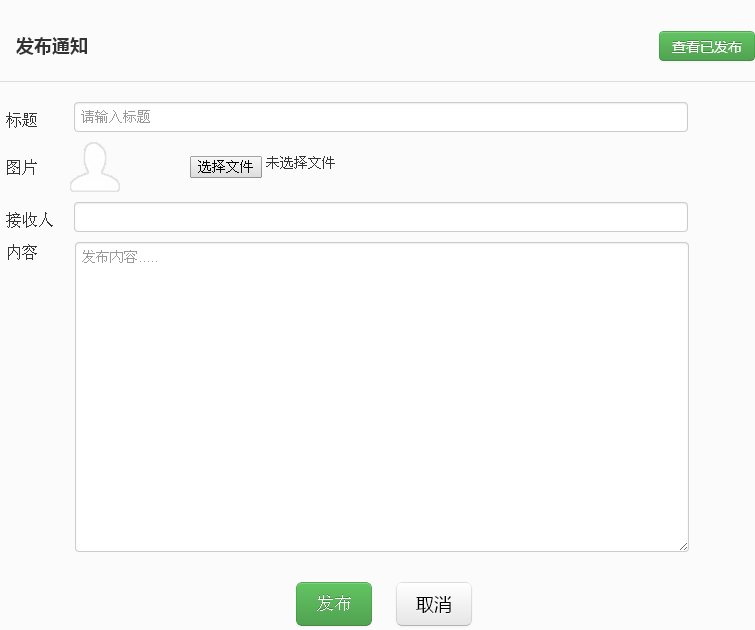 发布通知
查看已发布
标题
请输入标题
图片
选择文件 未选择文件
接收人
内容
发布内容.....
发布
取消